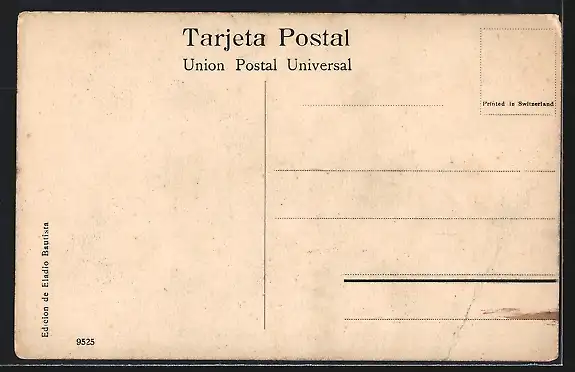 Tarjeta Postal
Union Postal Universal
Printed in Switzerland
Edicion de Eladio Bautista
9525